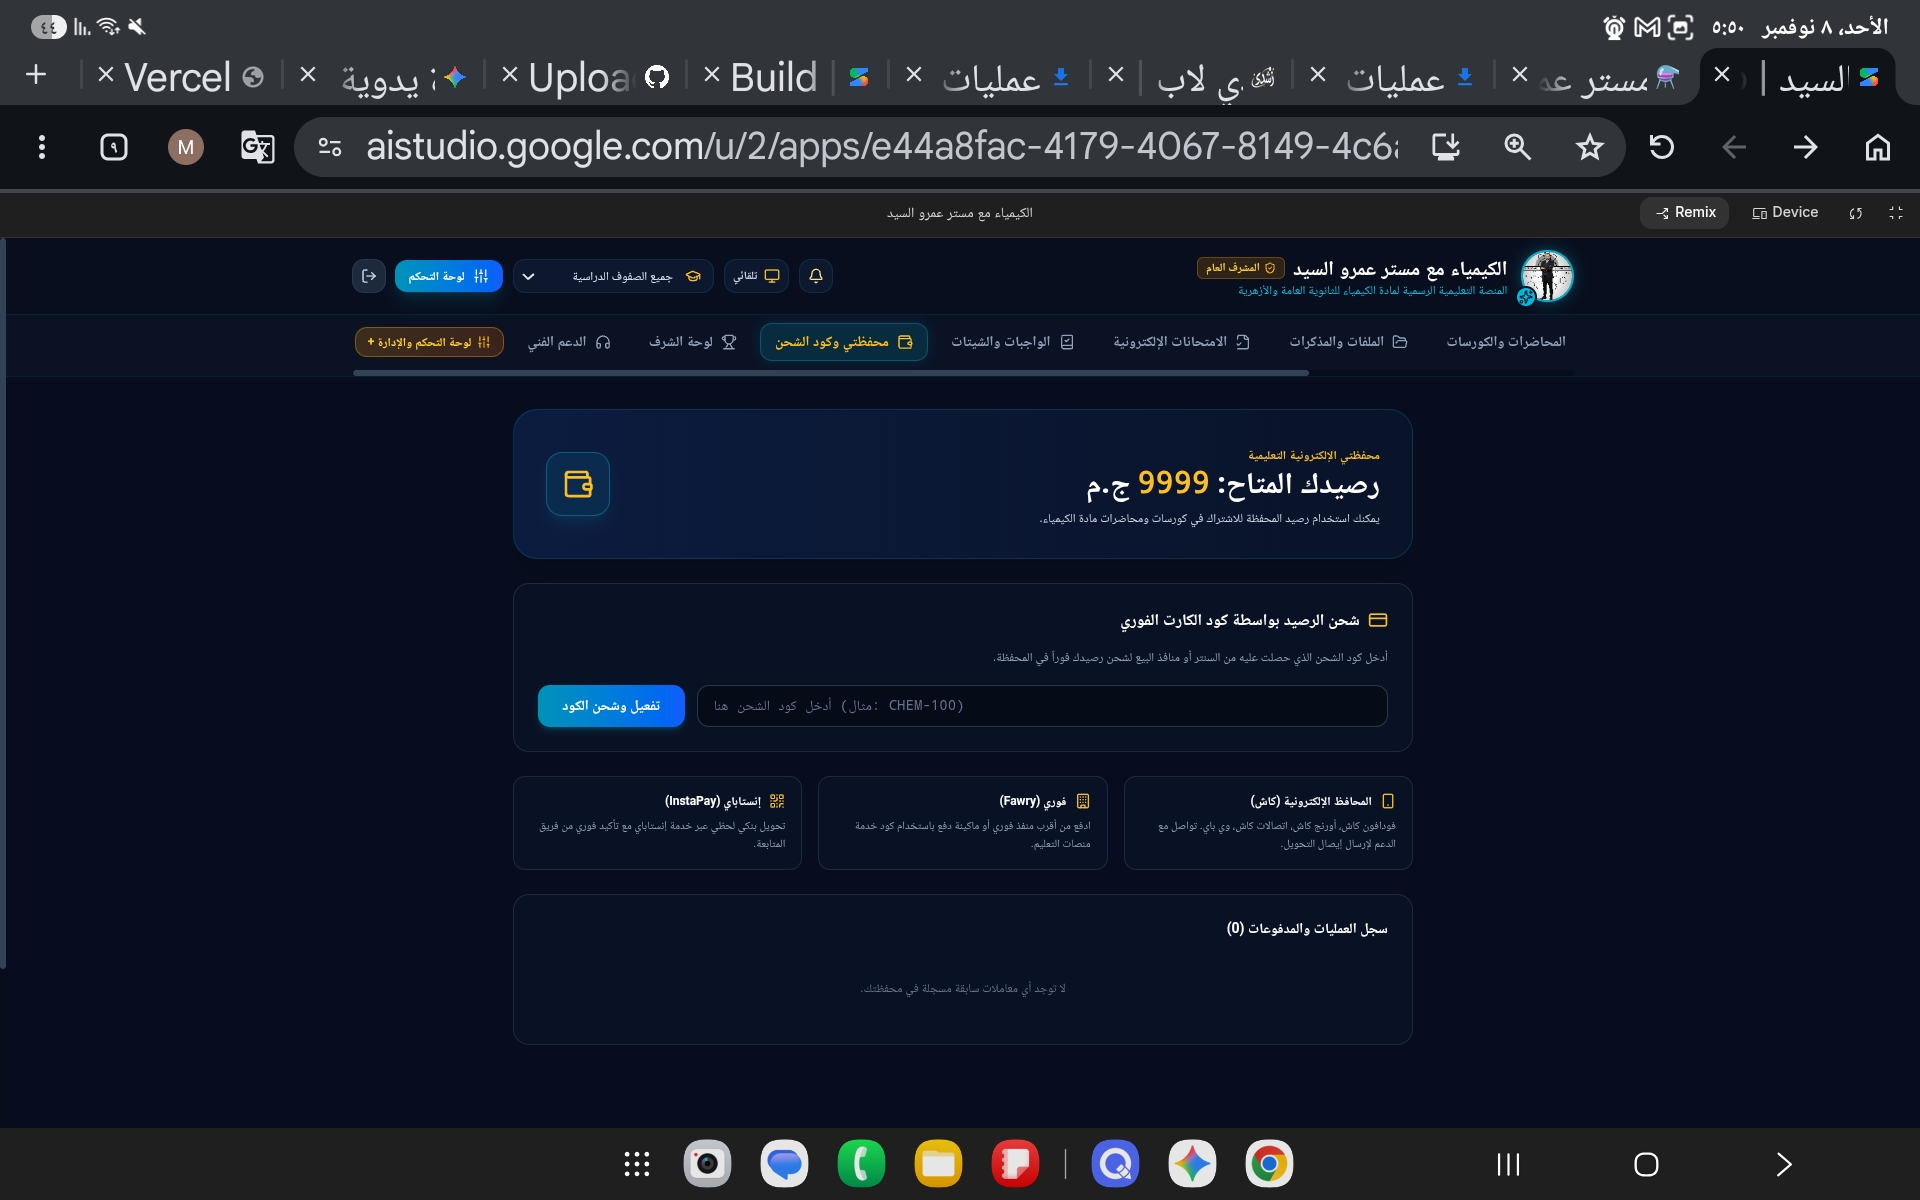 الأحد، ٨ نوفمبر ٥:٥٠
٤٤
السيد
مستر عم
عمليات
ي لاب
عمليات
Build
Uploa
يدوية
Vercel
aistudio.google.com/u/2/apps/e44a8fac-4179-4067-8149-4c6
M
٩
الكيمياء مع مستر عمرو السيد
Remix
Device
الكيمياء مع مستر عمرو السيد
المشرف العام
المنصة التعليمية الرسمية لمادة الكيمياء للثانوية العامة والأزهرية
تلقائي
جميع الصفوف الدراسية
لوحة التحكم
المحاضرات والكورسات
الملفات والمذكرات
الامتحانات الإلكترونية
الواجبات والشيتات
محفظتي وكود الشحن
لوحة الشرف
الدعم الفني
لوحة التحكم والإدارة +
محفظتي الإلكترونية التعليمية
رصيدك المتاح: 9999 ج.م
يمكنك استخدام رصيد المحفظة للاشتراك في كورسات ومحاضرات مادة الكيمياء.
شحن الرصيد بواسطة كود الكارت الفوري
أدخل كود الشحن الذي حصلت عليه من السنتر أو منافذ البيع لشحن رصيدك فوراً في المحفظة.
أدخل كود الشحن هنا (مثال: CHEM-100)
تفعيل وشحن الكود
المحافظ الإلكترونية (كاش)
فودافون كاش، أورنج كاش، اتصالات كاش، وي باي. تواصل مع
الدعم لإرسال إيصال التحويل.
فوري (Fawry)
ادفع من أقرب منفذ فوري أو ماكينة دفع باستخدام كود خدمة
منصات التعليم.
إنستاباي (InstaPay)
تحويل بنكي لحظي عبر خدمة إنستاباي مع تأكيد فوري من فريق
المتابعة.
سجل العمليات والمدفوعات (0)
لا توجد أي معاملات سابقة مسجلة في محفظتك.